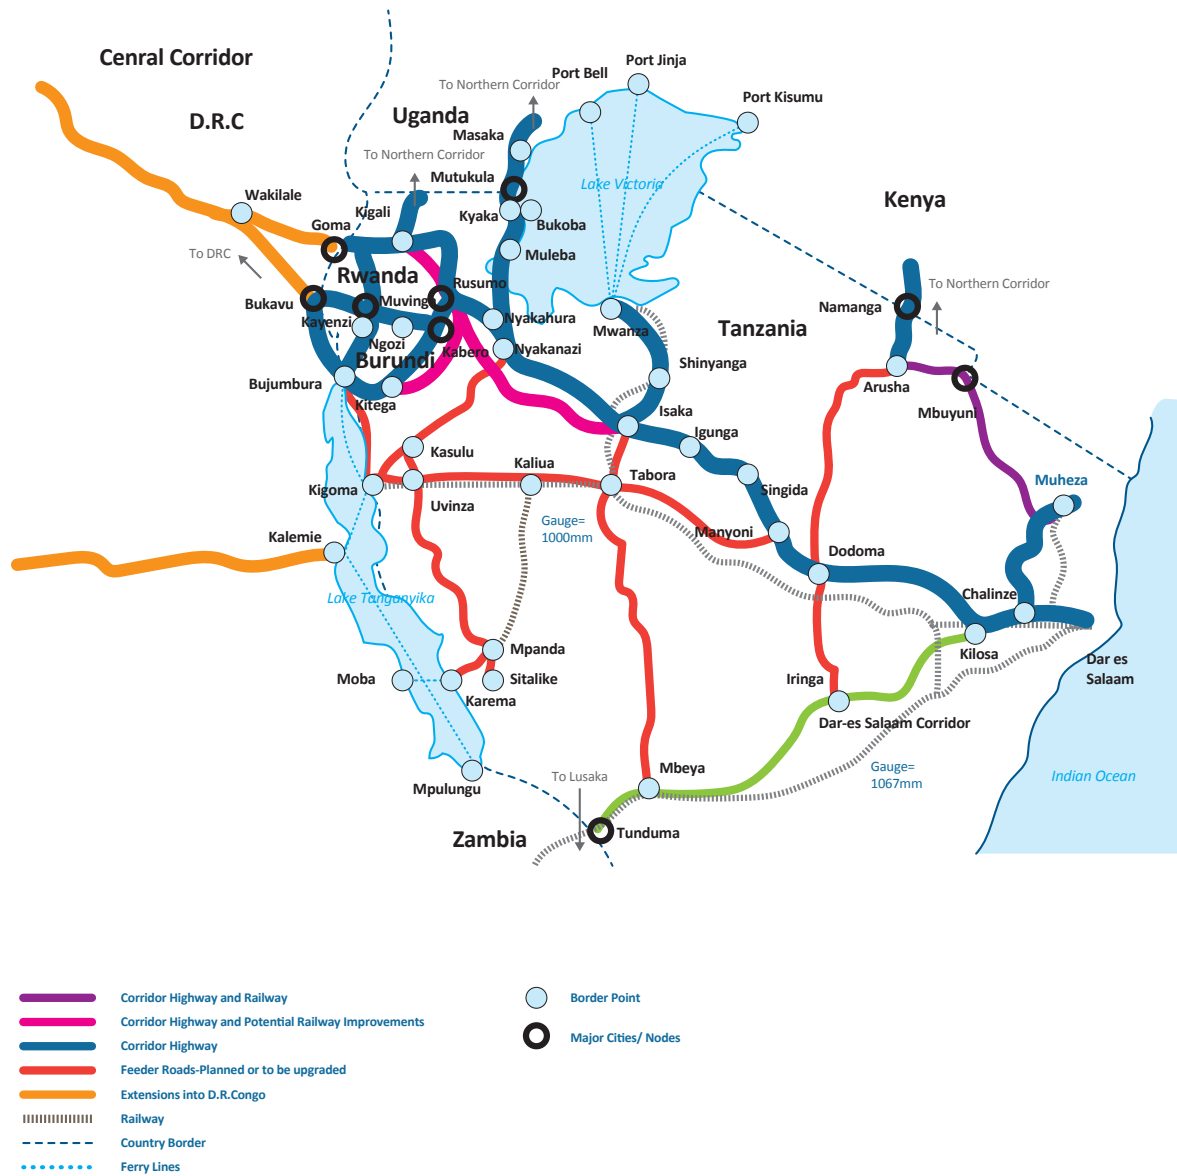 Cenral Corridor
D.R.C
Uganda
To Northern Corridor
Port Bell
Port Jinja
To Northern Corridor
Port Kisumu
Masaka
Mutukula
Lake Victoria
Wakilale
Goma
Kigali
Kyaka
Bukoba
Kenya
To DRC
Muleba
Rwanda
Rusumo
To Northern Corridor
Bukavu
Muvinga
Namanga
Kayenzi
Ngozi
Nyakahura
Mwanza
Tanzania
Burundi
Kabero
Nyakanazi
Shinyanga
Bujumbura
Kitega
Arusha
Mbuyuni
Isaka
Igunga
Kasulu
Kaliua
Tabora
Singida
Muheza
Kigoma
Uvinza
Gauge=
1000mm
Manyoni
Kalemie
Dodoma
Lake Tanganyika
Chalinze
Mpanda
Kilosa
Moba
Sitalike
Karema
Iringa
Dar es
Salaam
Dar-es Salaam Corridor
Mbeya
Gauge=
1067mm
To Lusaka
Indian Ocean
Mpulungu
Zambia
Tunduma
Corridor Highway and Railway
Border Point
Corridor Highway and Potential Railway Improvements
Corridor Highway
Major Cities/ Nodes
Feeder Roads-Planned or to be upgraded
Extensions into D.R.Congo
Railway
Country Border
Ferry Lines